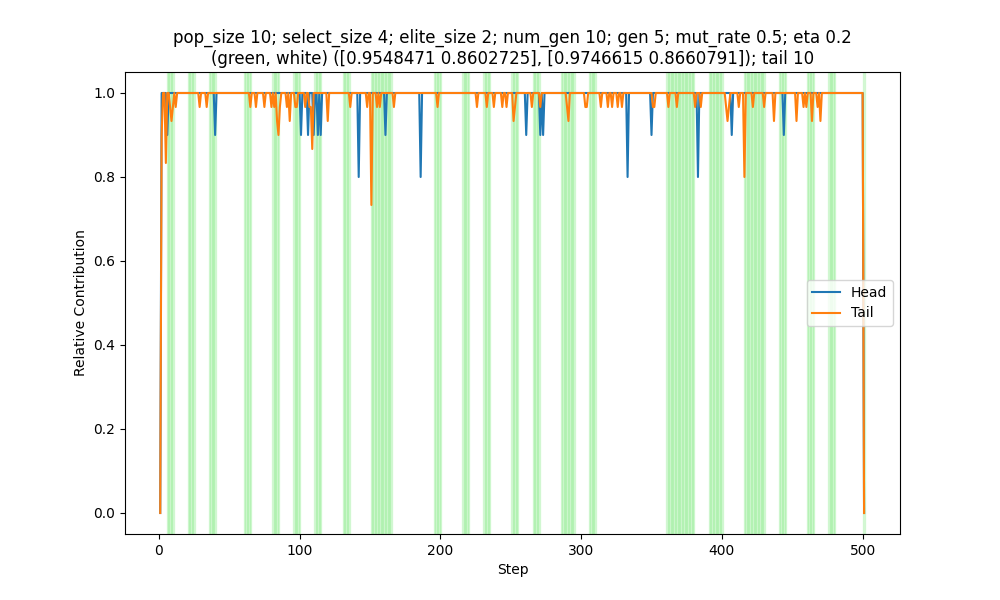 pop_size 10; select_size 4; elite_size 2; num_gen 10; gen 5; mut_rate 0.5; eta 0.2
(green, white) ([0.9548471 0.8602725], [0.9746615 0.8660791]); tail 10
1.0
0.8
0.6
0.4
0.2
0.0
Relative Contribution
Head
Tail
0
100
200
300
400
500
Step